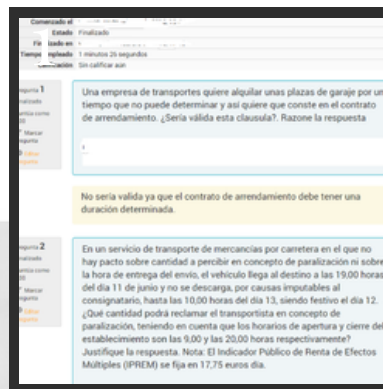 Comenzado el
Estado Finalizado
Tiempo empleado 1 minutos 25 segundos
Calificación Sin calificar aún
Pregunta 1
Finalizado
Marcar
pregunta
Editar
pregunta
Una empresa de transportes quiere alquilar unas plazas de garaje por un
tiempo que no puede determinar y así quiere que conste en el contrato
de arrendamiento. ¿Sería válida esta clausula?. Razone la respuesta
No sería valida ya que el contrato de arrendamiento debe tener una
duración determinada.
Pregunta 2
Finalizado
Marcar
pregunta
Editar
pregunta
En un servicio de transporte de mercancías por carretera en el que no
hay pacto sobre cantidad a percibir en concepto de paralización ni sobre
la hora de entrega del envío, el vehículo llega al destino a las 19,00 horas
del día 11 de junio y no se descarga, por causas imputables al
consignatario, hasta las 10,00 horas del día 13, siendo festivo el día 12.
¿Qué cantidad podrá reclamar el transportista en concepto de
paralización, teniendo en cuenta que los horarios de apertura y cierre del
establecimiento son las 9,00 y las 20,00 horas respectivamente?
Justifique la respuesta. Nota: El Indicador Público de Renta de Efectos
Múltiples (IPREM) se fija en 17,75 euros día.